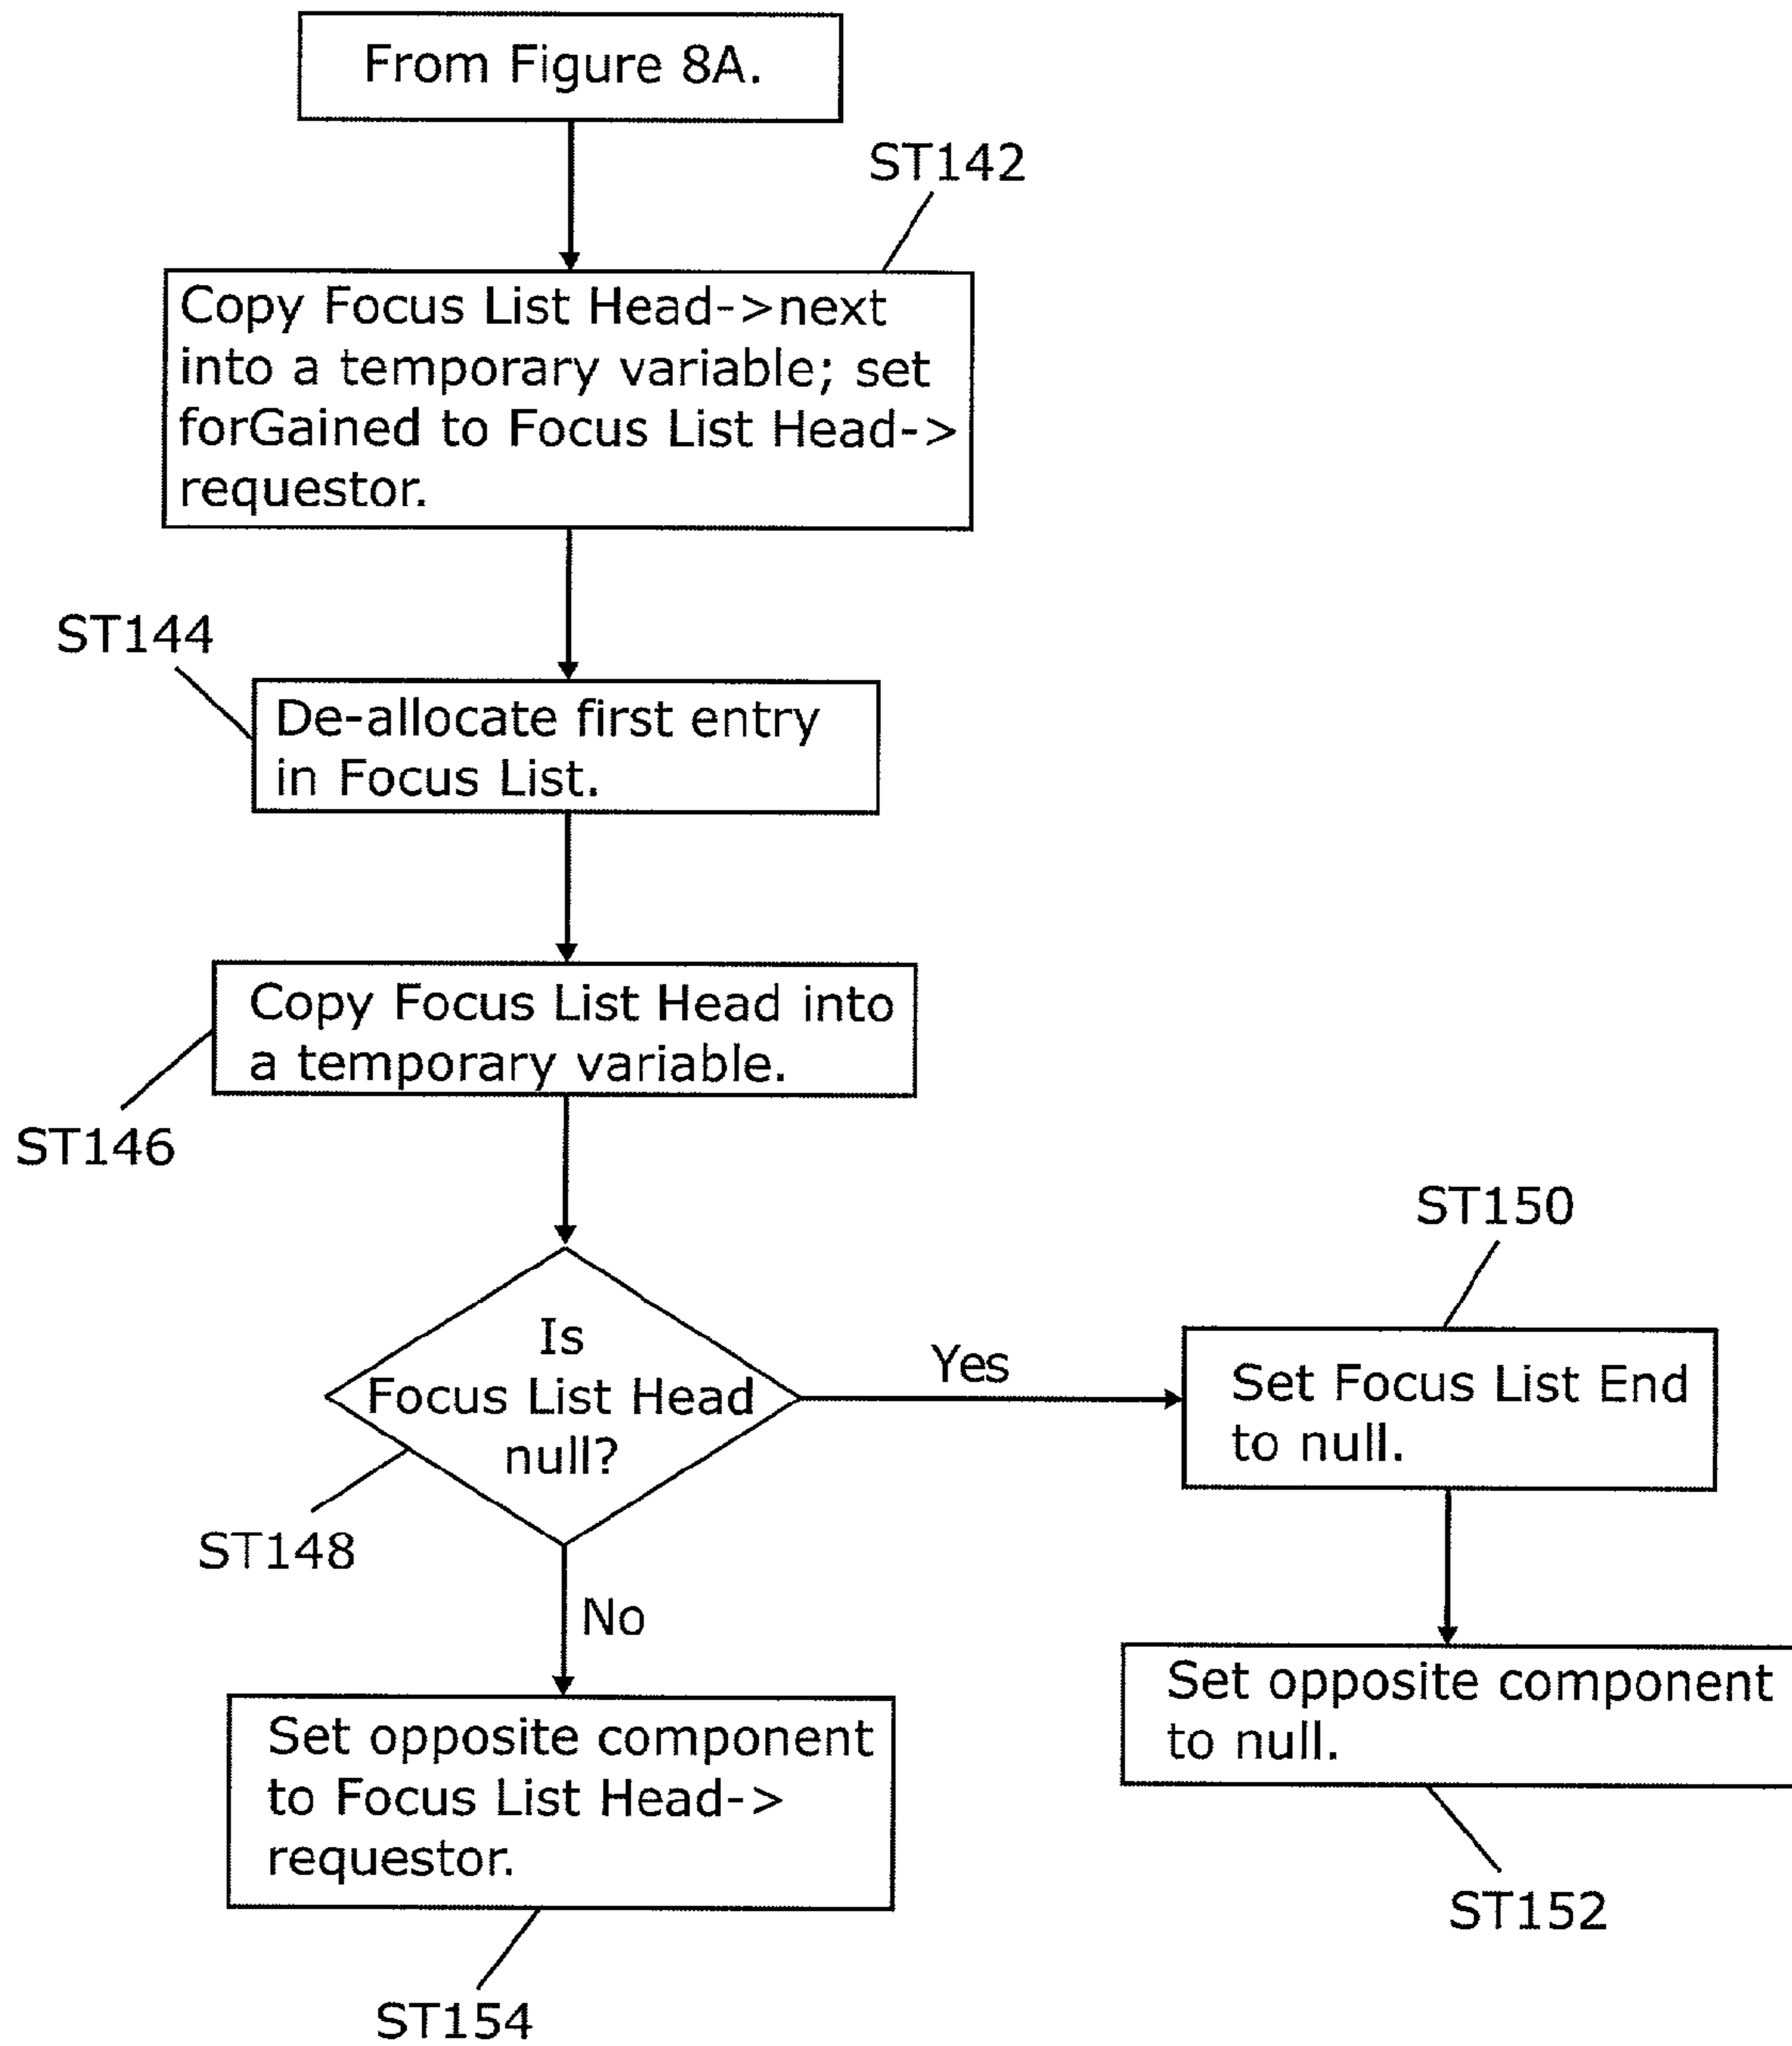 From Figure 8A.
ST142
Copy Focus List Head->next
into a temporary variable; set
forGained to Focus List Head->
requestor.
ST144
De-allocate first entry
in Focus List.
Copy Focus List Head into
a temporary variable.
ST146
Is
Focus List Head
null?
ST148
Yes
ST150
Set Focus List End
to null.
No
Set opposite component
to null.
ST152
Set opposite component
to Focus List Head->
requestor.
ST154